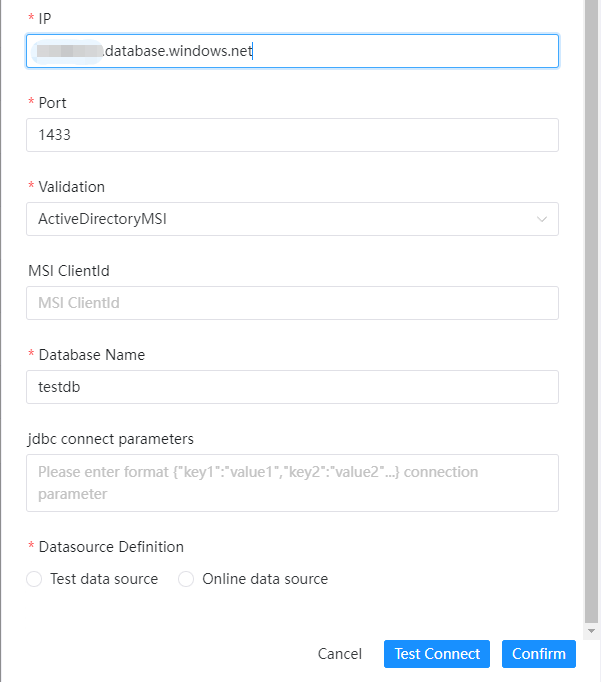 * IP
.database.windows.net
* Port
1433
* Validation
ActiveDirectoryMSI
MSI ClientId
MSI ClientId
* Database Name
testdb
jdbc connect parameters
Please enter format {"key1":"value1","key2":"value2"...} connection
parameter
* Datasource Definition
Test data source Online data source
Cancel Test Connect Confirm